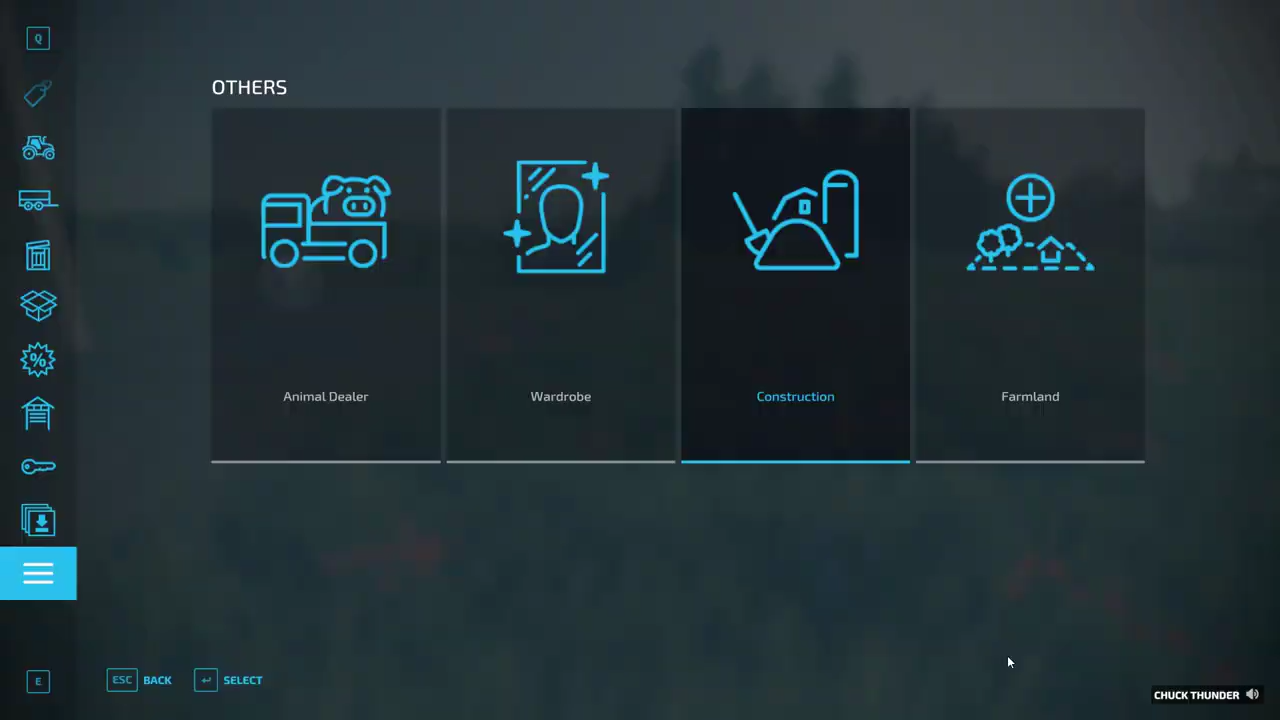 Q
OTHERS
%
Animal Dealer
Wardrobe
Construction
Farmland
E
ESC BACK
SELECT
CHUCK THUNDER